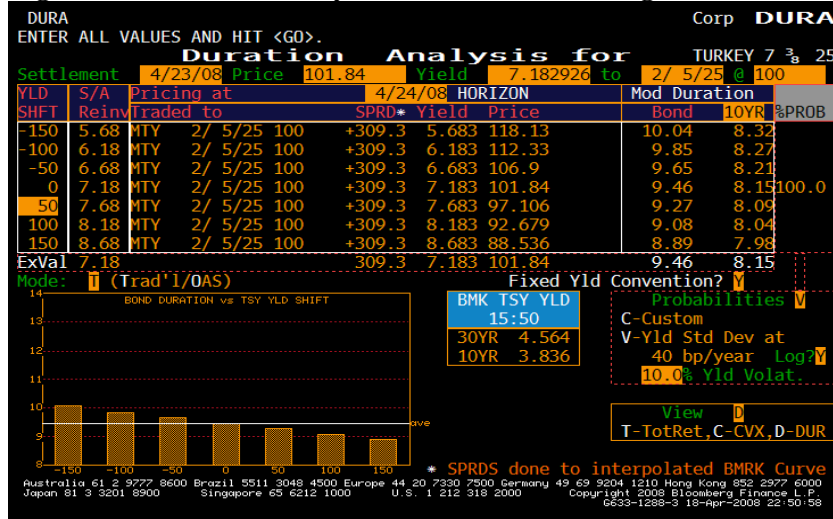 DURA Corp DURA
ENTER ALL VALUES AND HIT <GO>.
Duration Analysis for TURKEY 7 ⅜ 25
Settlement 4/23/08 Price 101.84 Yield 7.182926 to 2/ 5/25 @ 100
YLD S/A Pricing at 4/24/08 HORIZON Mod Duration
SHFT Reinv Traded to SPRD* Yield Price Bond 10YR %PROB
-150 5.68 MTY 2/ 5/25 100 +309.3 5.683 118.13 10.04 8.32
-100 6.18 MTY 2/ 5/25 100 +309.3 6.183 112.33 9.85 8.27
-50 6.68 MTY 2/ 5/25 100 +309.3 6.683 106.9 9.65 8.21
0 7.18 MTY 2/ 5/25 100 +309.3 7.183 101.84 9.46 8.15 100.0
50 7.68 MTY 2/ 5/25 100 +309.3 7.683 97.106 9.27 8.09
100 8.18 MTY 2/ 5/25 100 +309.3 8.183 92.679 9.08 8.04
150 8.68 MTY 2/ 5/25 100 +309.3 8.683 88.536 8.89 7.98
ExVal 7.18 309.3 7.183 101.84 9.46 8.15
Mode: T (Trad'l/OAS) Fixed Yld Convention? Y
BOND DURATION vs TSY YLD SHIFT
14
13
12
11
10
9
8
ave
-150 -100 -50 0 50 100 150
BMK TSY YLD
15:50
30YR 4.564
10YR 3.836
Probabilities V
C-Custom
V-Yld Std Dev at
40 bp/year Log? Y
10.0% Yld Volat.
View D
T-TotRet,C-CVX,D-DUR
* SPRDS done to interpolated BMRK Curve
Australia 61 2 9777 8600 Brazil 5511 3048 4500 Europe 44 20 7330 7500 Germany 49 69 9204 1210 Hong Kong 852 2977 6000
Japan 81 3 3201 8900 Singapore 65 6212 1000 U.S. 1 212 318 2000 Copyright 2008 Bloomberg Finance L.P.
G633-1288-3 18-Apr-2008 22:50:58